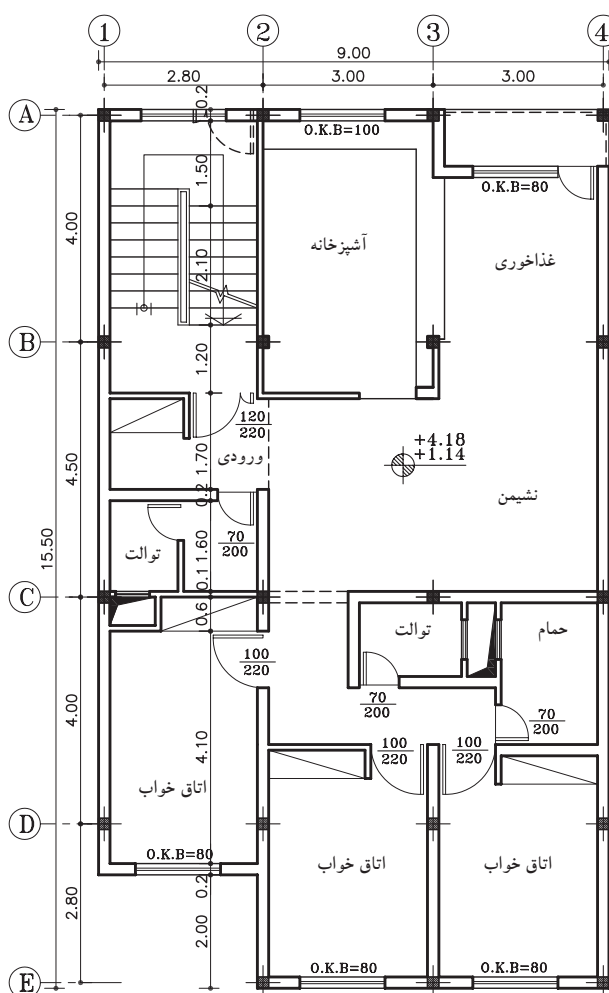 1 2 3 4
9.00
2.80 3.00 3.00
A
0.2
O.K.B=100
1.50
O.K.B=80
4.00
آشپزخانه
غذاخوری
2.10
B
1.20
120
220
+4.18
+1.14
ورودی
1.70
4.50
نشیمن
0.2
70
200
15.50
توالت
1.60
0.1
C
0.6
توالت
حمام
100
220
70
200
70
200
4.00
4.10
100
220
100
220
اتاق خواب
D
O.K.B=80
اتاق خواب
اتاق خواب
0.2
2.80
2.00
O.K.B=80
O.K.B=80
E